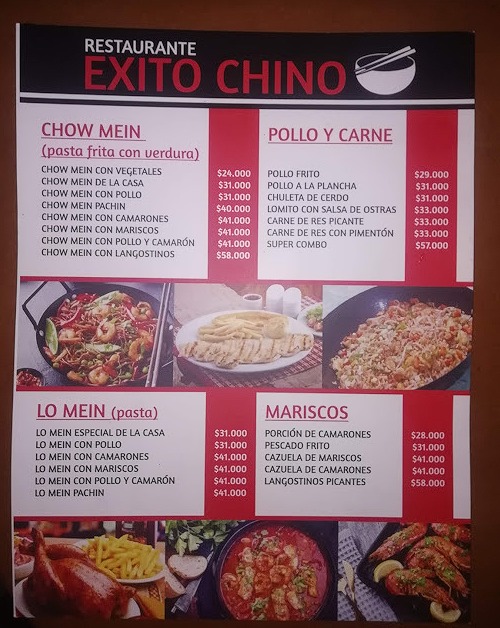 RESTAURANTE
EXITO CHINO
CHOW MEIN
(pasta frita con verdura)
CHOW MEIN CON VEGETALES $24.000
CHOW MEIN DE LA CASA $31.000
CHOW MEIN CON POLLO $31.000
CHOW MEIN PACHIN $40.000
CHOW MEIN CON CAMARONES $41.000
CHOW MEIN CON MARISCOS $41.000
CHOW MEIN CON POLLO Y CAMARÓN $41.000
CHOW MEIN CON LANGOSTINOS $58.000
POLLO Y CARNE
POLLO FRITO $29.000
POLLO A LA PLANCHA $31.000
CHULETA DE CERDO $31.000
LOMITO CON SALSA DE OSTRAS $33.000
CARNE DE RES PICANTE $33.000
CARNE DE RES CON PIMENTÓN $33.000
SUPER COMBO $57.000
LO MEIN (pasta)
LO MEIN ESPECIAL DE LA CASA $31.000
LO MEIN CON POLLO $31.000
LO MEIN CON CAMARONES $41.000
LO MEIN CON MARISCOS $41.000
LO MEIN CON POLLO Y CAMARÓN $41.000
LO MEIN PACHIN $41.000
MARISCOS
PORCIÓN DE CAMARONES $28.000
PESCADO FRITO $31.000
CAZUELA DE MARISCOS $41.000
CAZUELA DE CAMARONES $41.000
LANGOSTINOS PICANTES $58.000